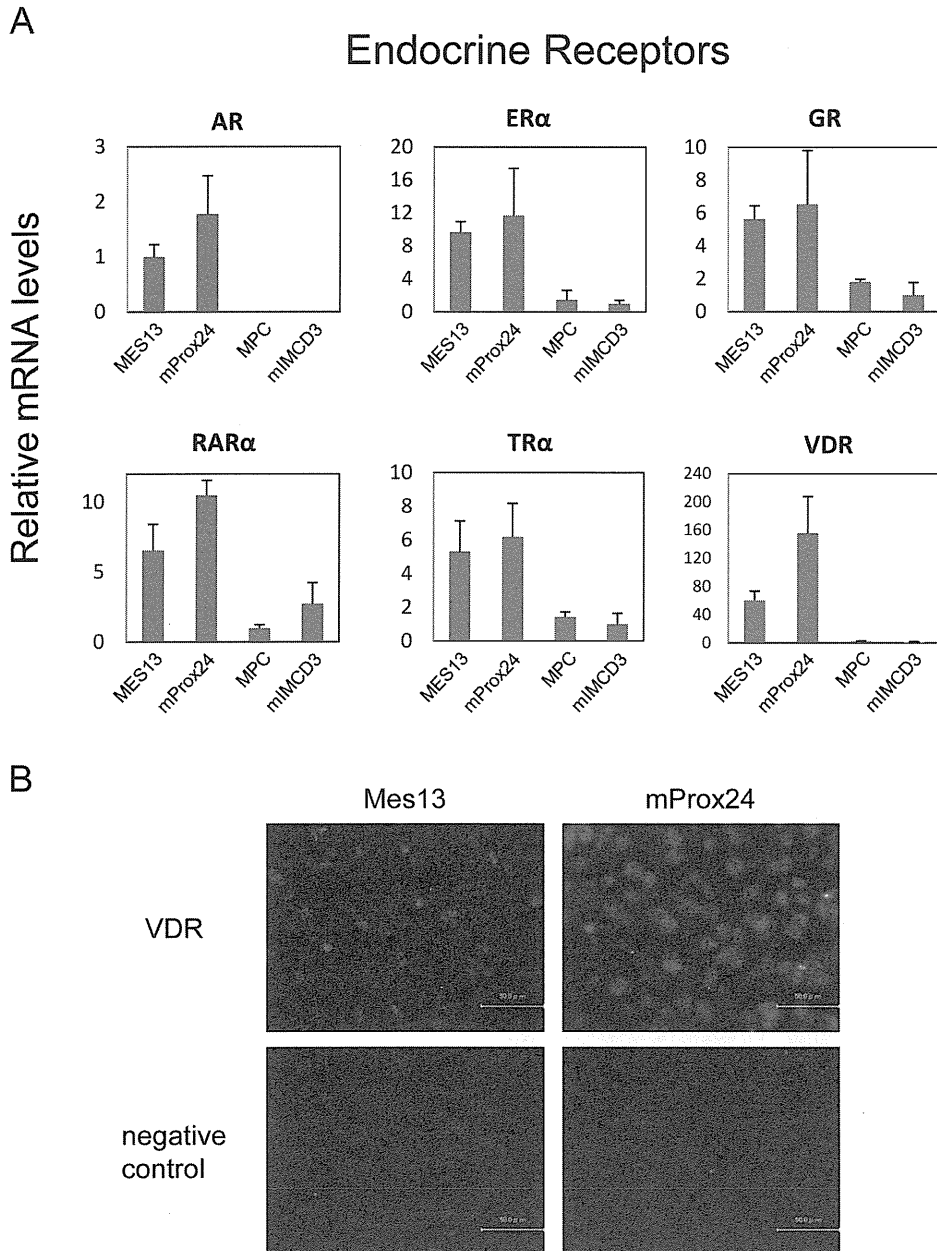 A
Endocrine Receptors
Relative mRNA levels
AR
3
2
1
0
MES13
mProx24
MPC
mIMCD3
ERα
20
16
12
8
4
0
MES13
mProx24
MPC
mIMCD3
GR
10
8
6
4
2
0
MES13
mProx24
MPC
mIMCD3
RARα
10
5
0
MES13
mProx24
MPC
mIMCD3
TRα
10
8
6
4
2
0
MES13
mProx24
MPC
mIMCD3
VDR
240
200
160
120
80
40
0
MES13
mProx24
MPC
mIMCD3
B
Mes13
mProx24
VDR
negative
control